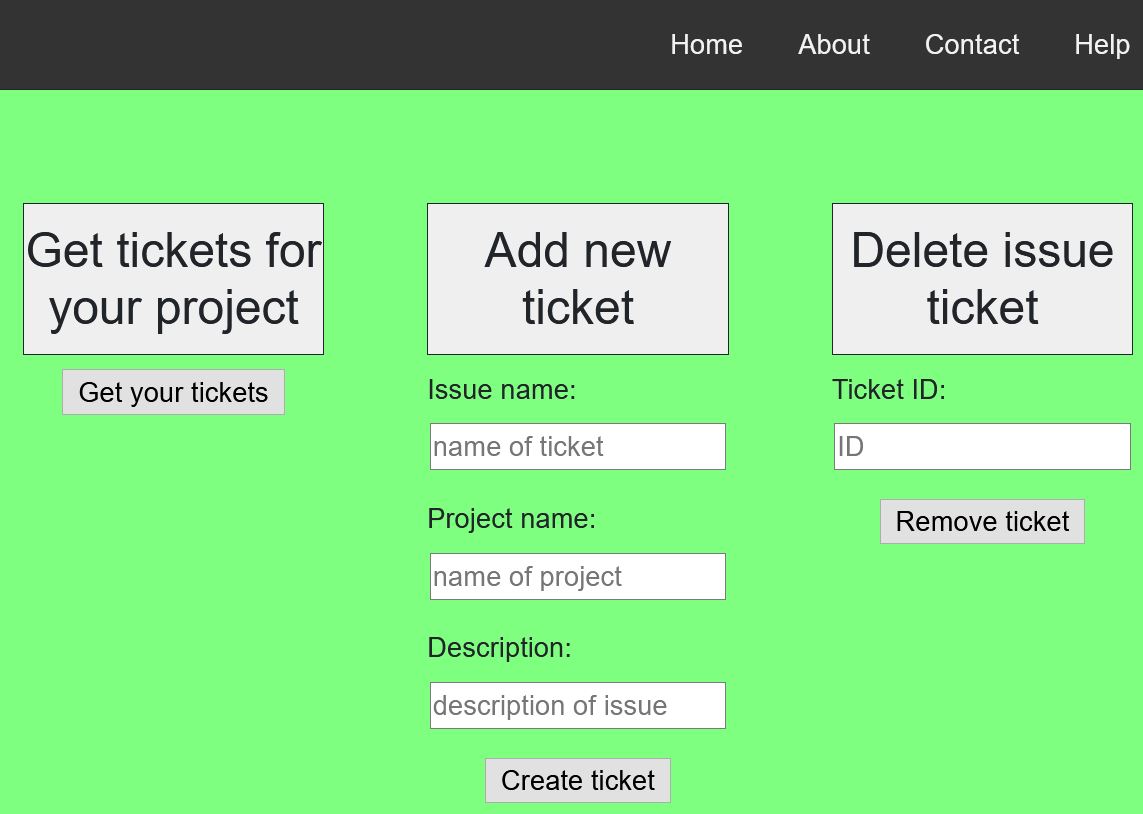 Home About Contact Help
Get tickets for
your project
Get your tickets
Add new
ticket
Issue name:
name of ticket
Project name:
name of project
Description:
description of issue
Create ticket
Delete issue
ticket
Ticket ID:
ID
Remove ticket